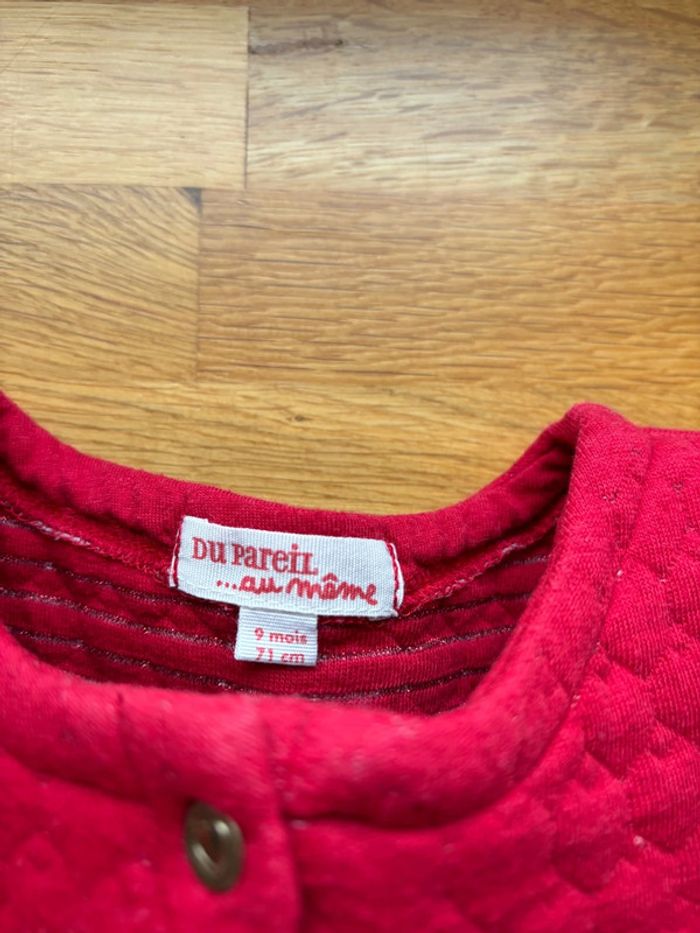 DU PAREIL
...au même
9 mois
71 cm